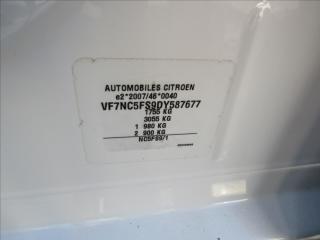 AUTOMOBILES CITROEN
e2*2007/46*0040
VF7NC5FS9DY587677
1755 KG
3055 KG
1 980 KG
2 900 KG
NC5FS9/1